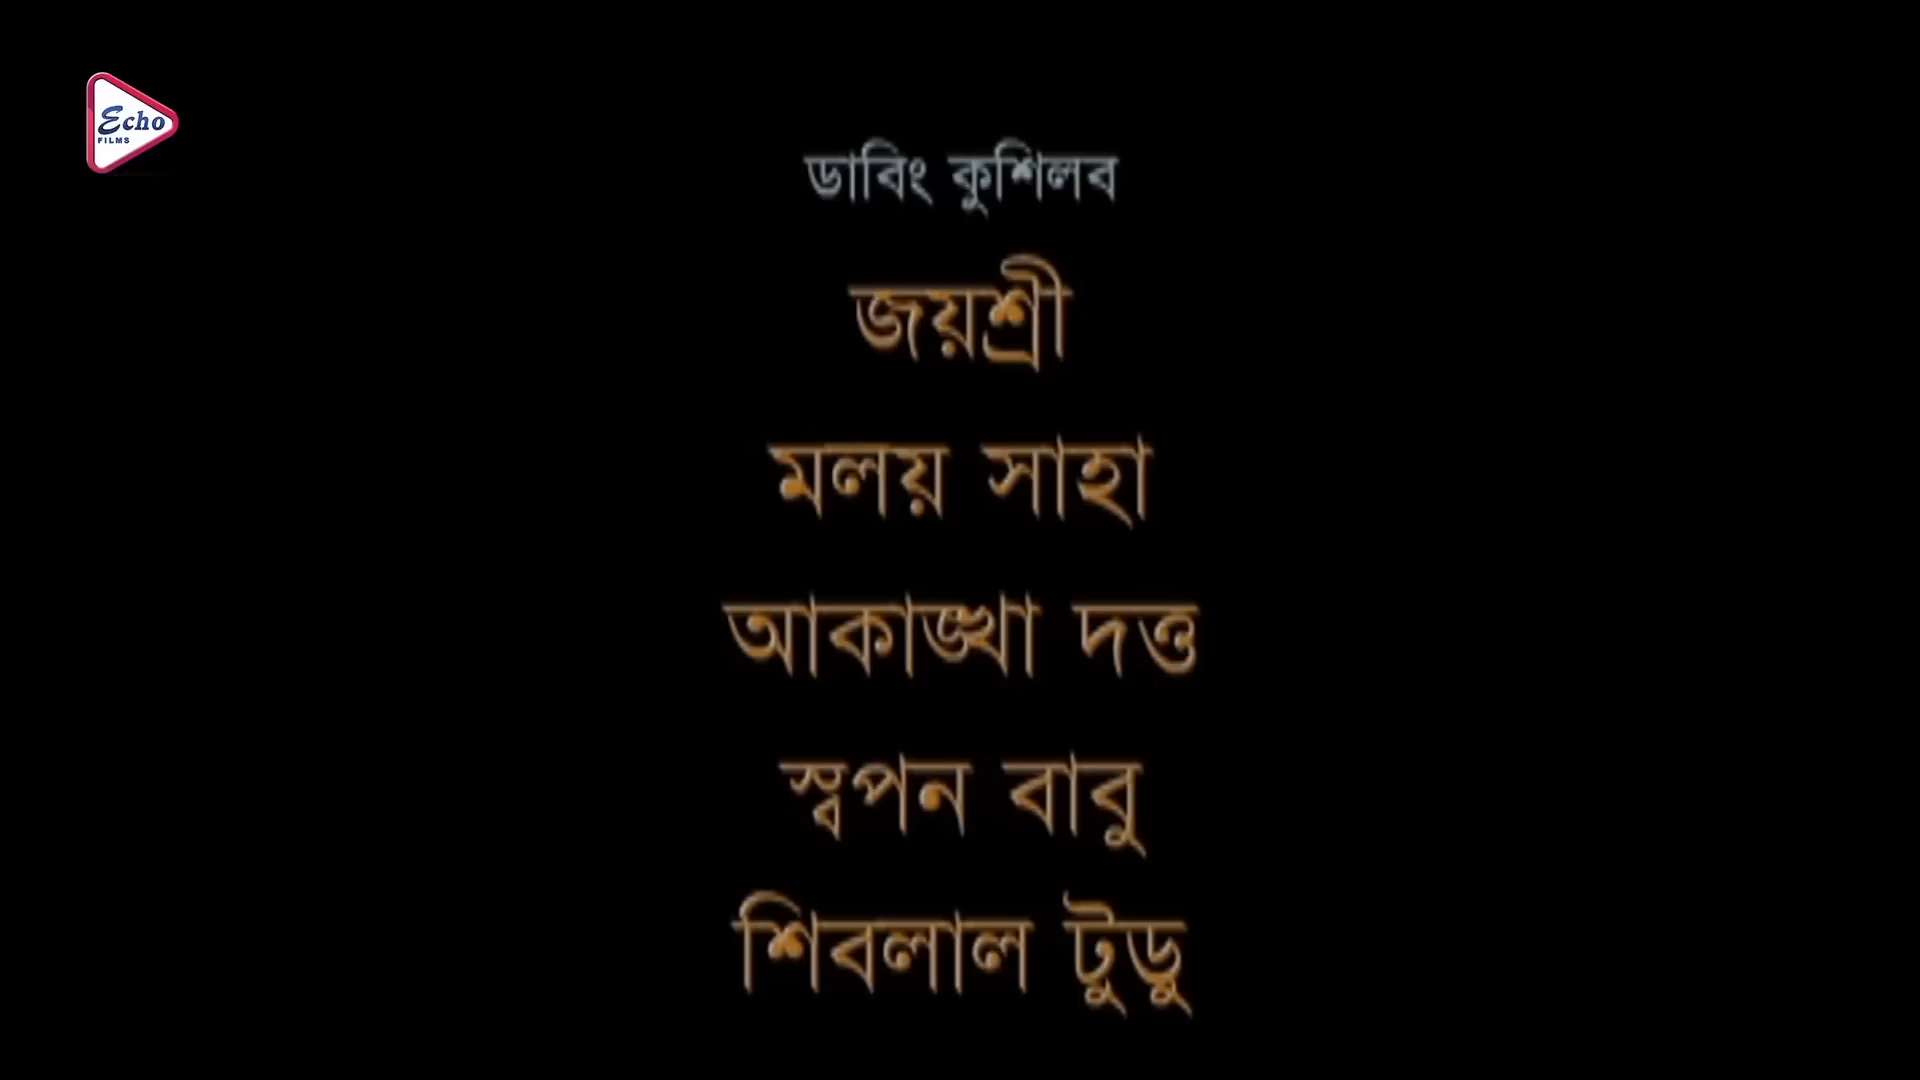 Echo
FILMS
ডাবিং কুশিলব
জয়শ্রী
মলয় সাহা
আকাঙ্খা দত্ত
স্বপন বাবু
শিবলাল টুডু